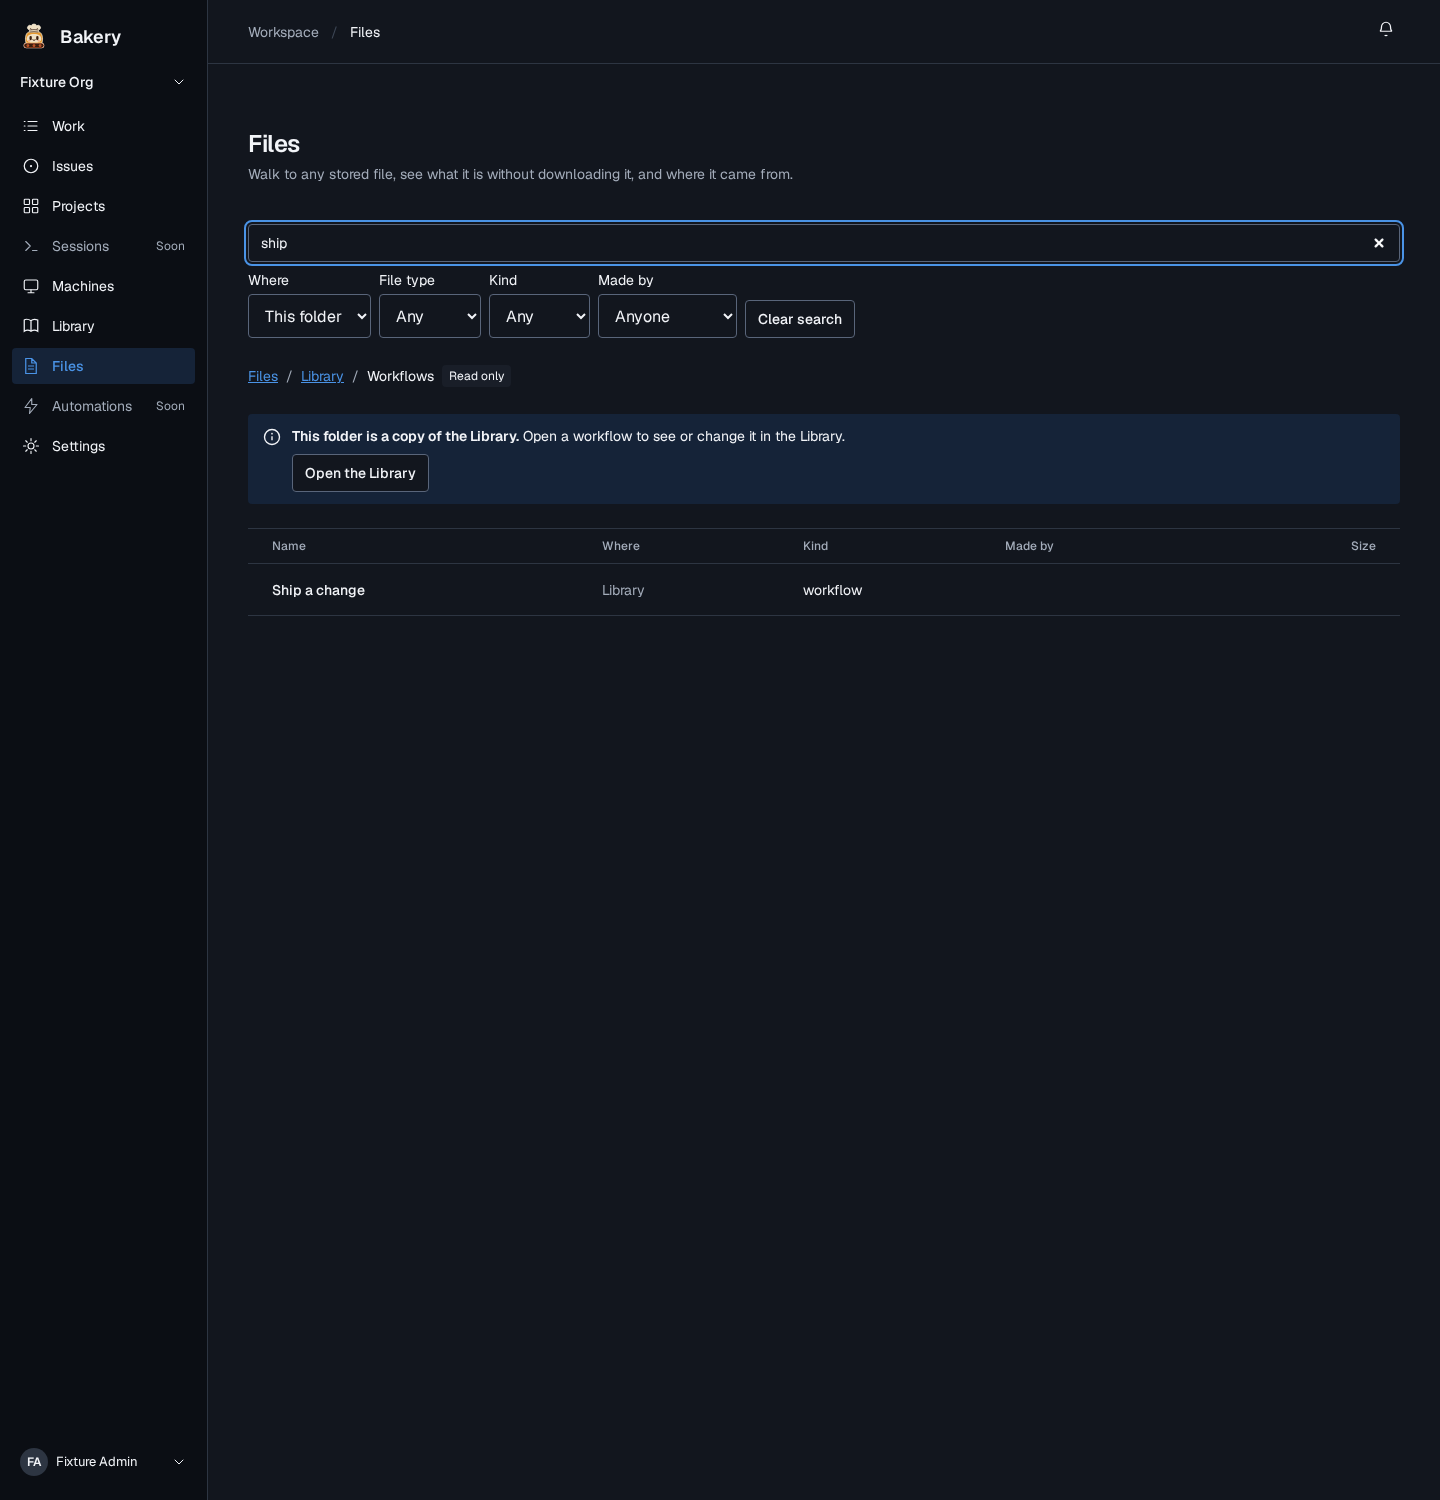 Bakery
Workspace / Files
Fixture Org
Work
Issues
Projects
Sessions Soon
Machines
Library
Files
Automations Soon
Settings
Files
Walk to any stored file, see what it is without downloading it, and where it came from.
ship
Where File type Kind Made by
This folder Any Any Anyone Clear search
Files / Library / Workflows Read only
This folder is a copy of the Library. Open a workflow to see or change it in the Library.
Open the Library
Name Where Kind Made by Size
Ship a change Library workflow
FA Fixture Admin